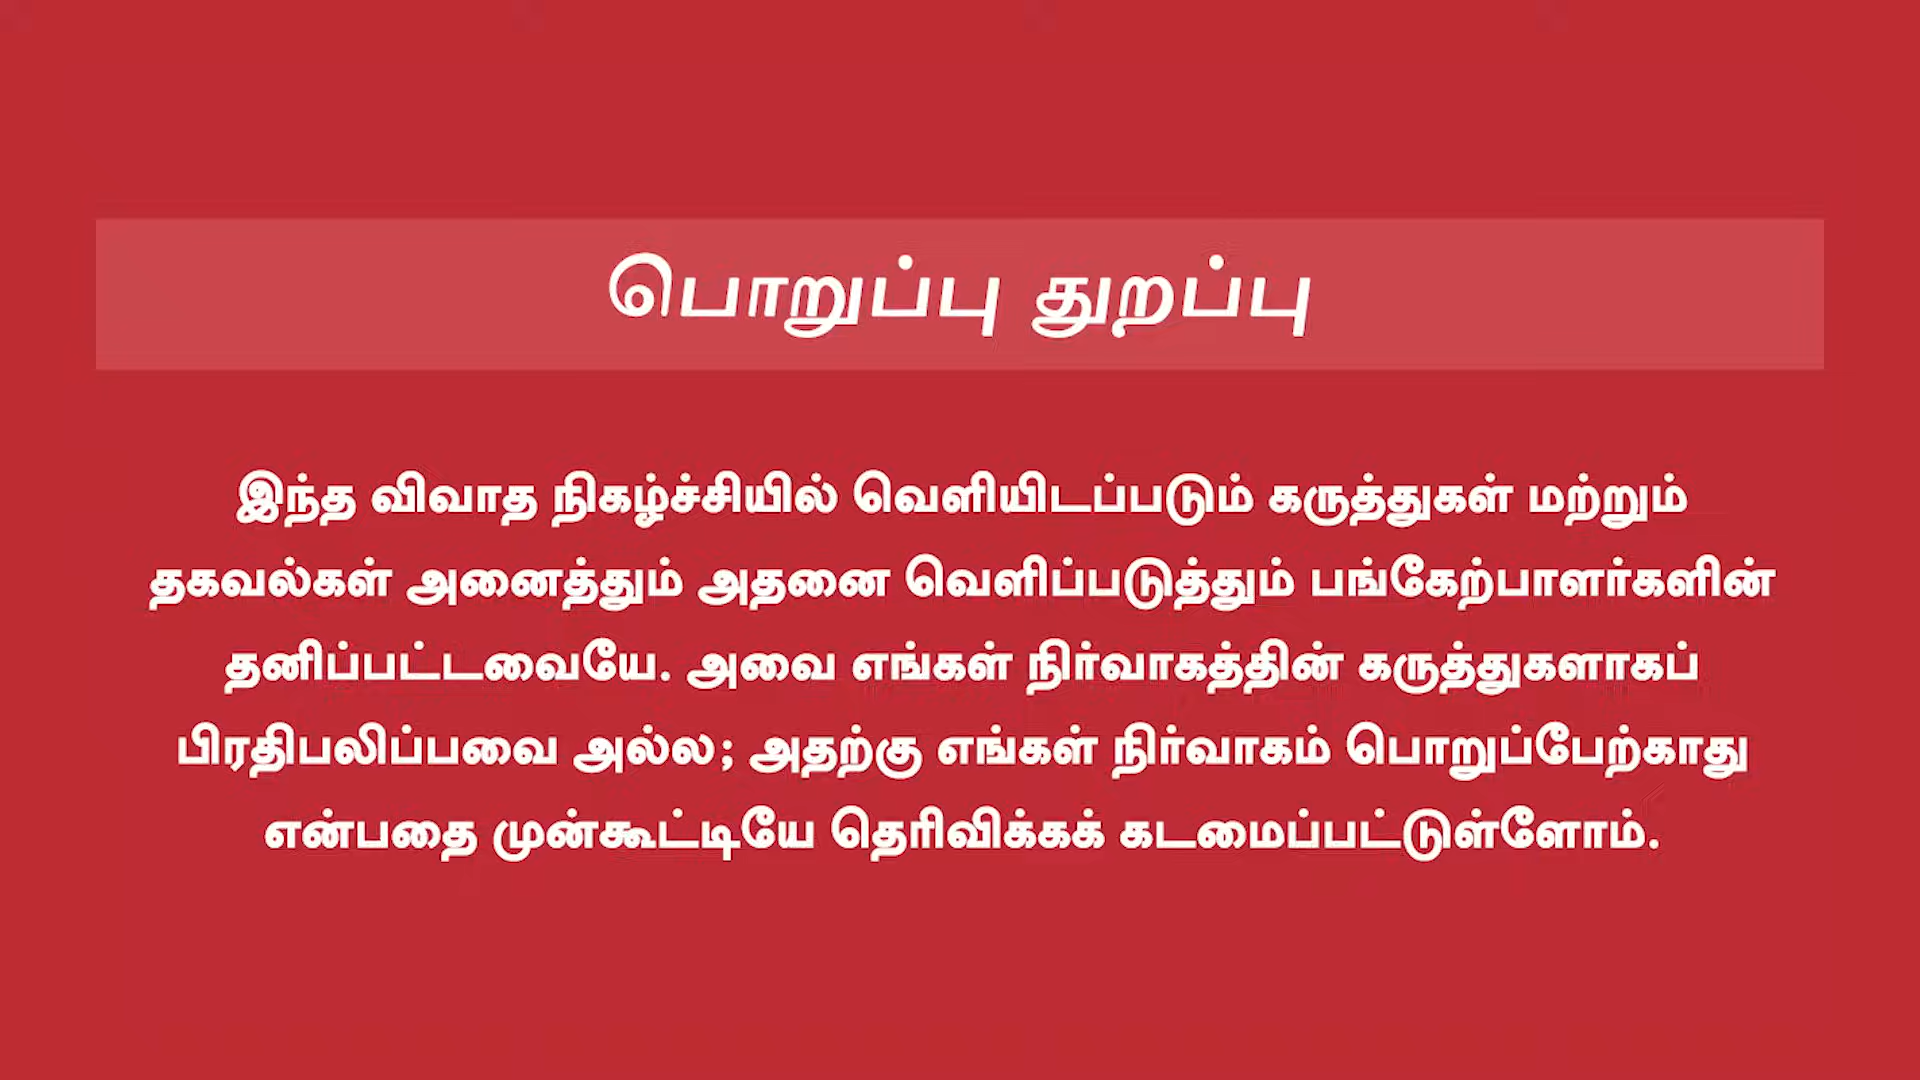 பொறுப்பு துறப்பு
இந்த விவாத நிகழ்ச்சியில் வெளியிடப்படும் கருத்துகள் மற்றும்
தகவல்கள் அனைத்தும் அதனை வெளிப்படுத்தும் பங்கேற்பாளர்களின்
தனிப்பட்டவையே. அவை எங்கள் நிர்வாகத்தின் கருத்துகளாகப்
பிரதிபலிப்பவை அல்ல; அதற்கு எங்கள் நிர்வாகம் பொறுப்பேற்காது
என்பதை முன்கூட்டியே தெரிவிக்கக் கடமைப்பட்டுள்ளோம்.